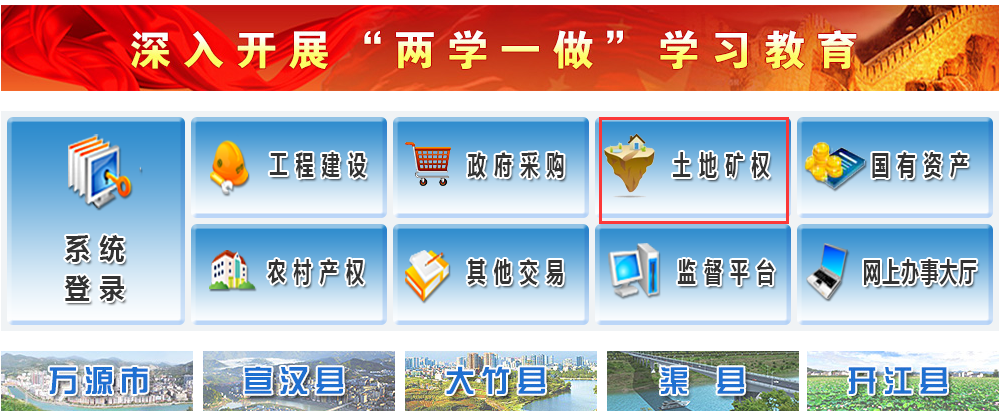 深入开展“两学一做”学习教育
系统
登录
工程建设
政府采购
土地矿权
国有资产
农村产权
其他交易
监督平台
网上办事大厅
万源市
宣汉县
大竹县
渠县
开江县